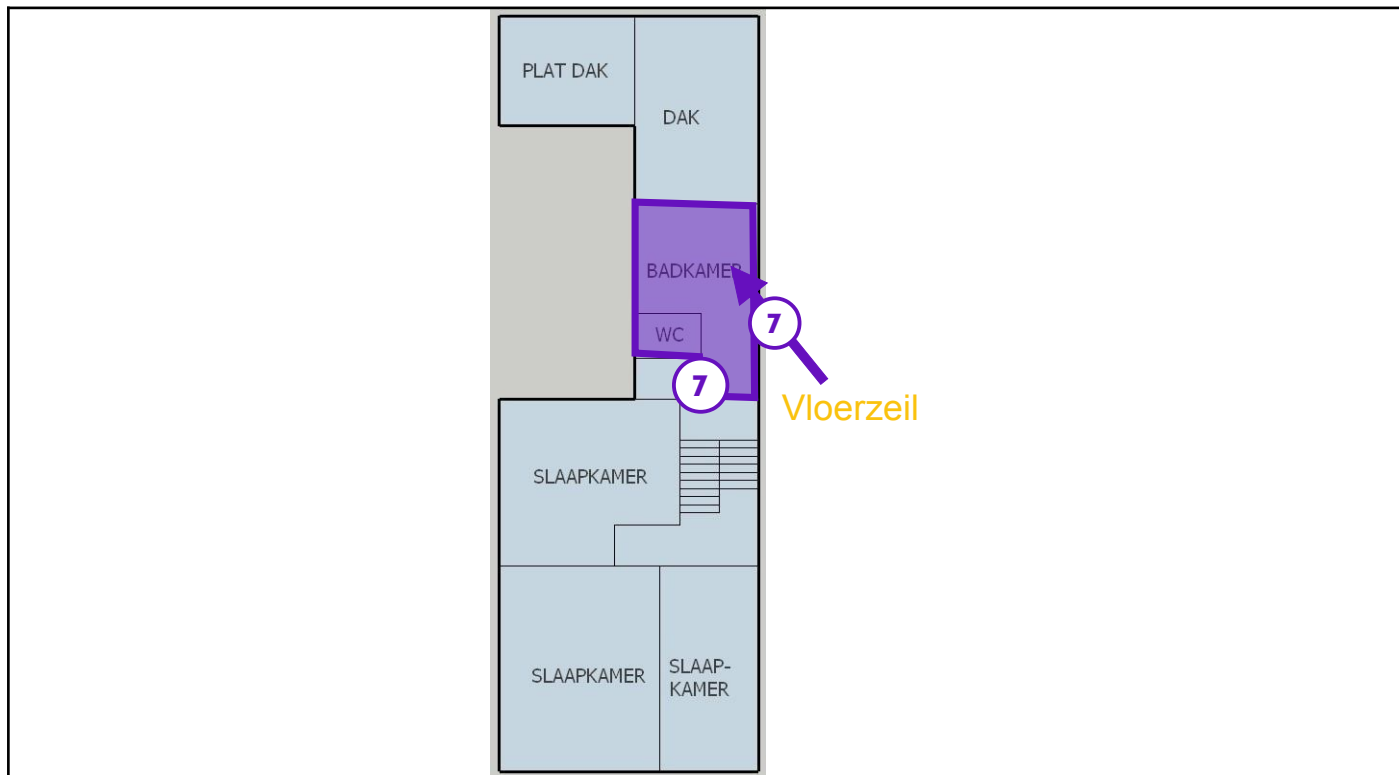 PLAT DAK
DAK
BADKAMER
7
WC
7
Vloerzeil
SLAAPKAMER
SLAAPKAMER
SLAAP-
KAMER